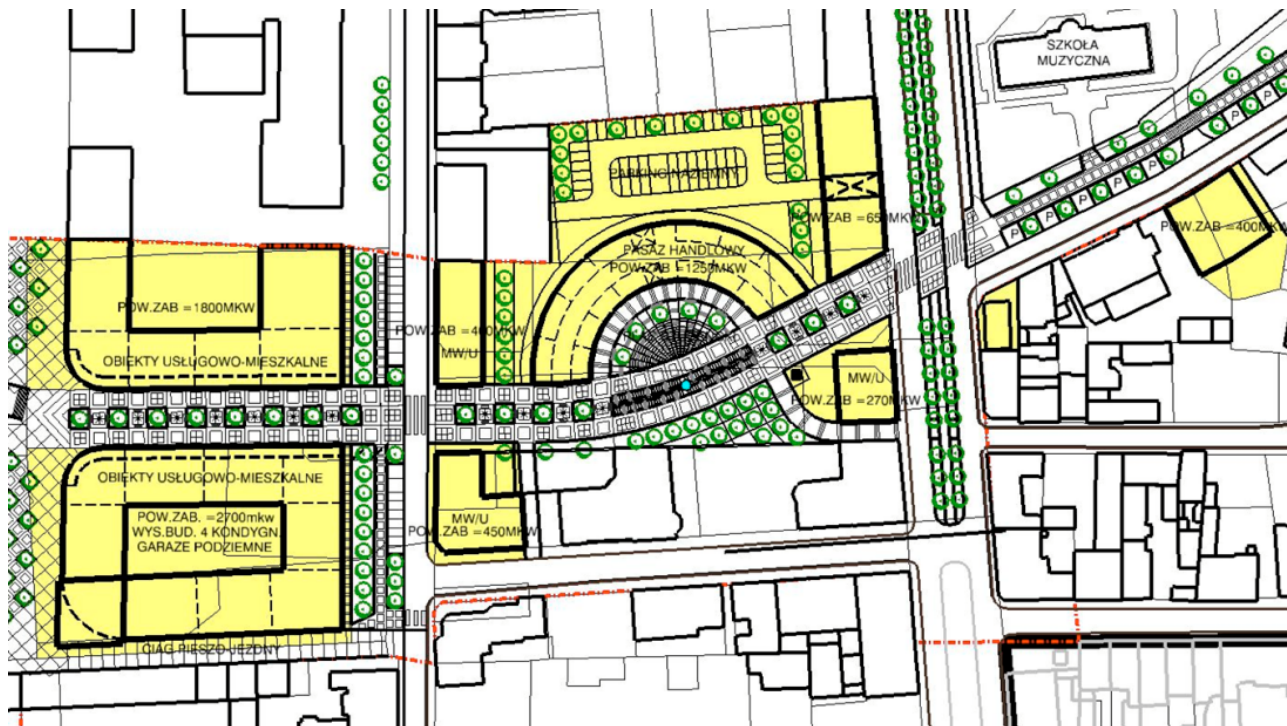 SZKOŁA
MUZYCZNA
P
P
P
PARKING NAZIEMNY
P
P
P
P
P
POW.ZAB =650MKW
POW.ZAB =400MKW
PASAŻ HANDLOWY
POW.ZAB =1250MKW
POW.ZAB =1800MKW
POW.ZAB =400MKW
MW/U
OBIEKTY USŁUGOWO-MIESZKALNE
MW/U
POW.ZAB =270MKW
OBIEKTY USŁUGOWO-MIESZKALNE
POW.ZAB. =2700mkw
WYS.BUD. 4 KONDYGN.
GARAŻE PODZIEMNE
MW/U
POW.ZAB =450MKW
CIĄG PIESZO-JEZDNY